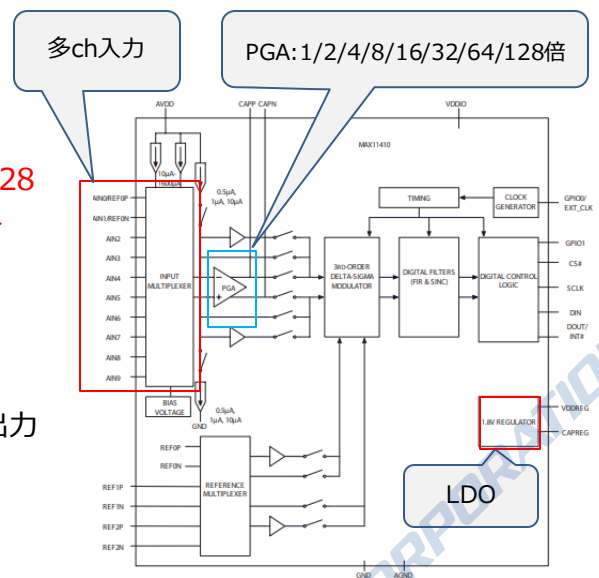 多ch入力
PGA:1/2/4/8/16/32/64/128倍
AVDD
CAPP CAPN
VDDIO
MAX11410
28
10µA-
1600µA
0.5µA,
1µA, 10µA
TIMING
CLOCK
GENERATOR
GPIO0/
EXT_CLK
AIN0/REF0P
AIN1/REF0N
AIN2
AIN3
AIN4
AIN5
AIN6
AIN7
AIN8
AIN9
INPUT
MULTIPLEXER
PGA
3RD-ORDER
DELTA-SIGMA
MODULATOR
DIGITAL FILTERS
(FIR & SINC)
DIGITAL CONTROL
LOGIC
GPIO1
CS#
SCLK
DIN
DOUT/
INT#
BIAS
VOLTAGE
GND
0.5µA,
1µA, 10µA
出力
1.8V REGULATOR
VDDREG
CAPREG
REF0P
REF0N
REF1P
REF1N
REF2P
REF2N
REFERENCE
MULTIPLEXER
LDO
GND
AGND
RPORATION